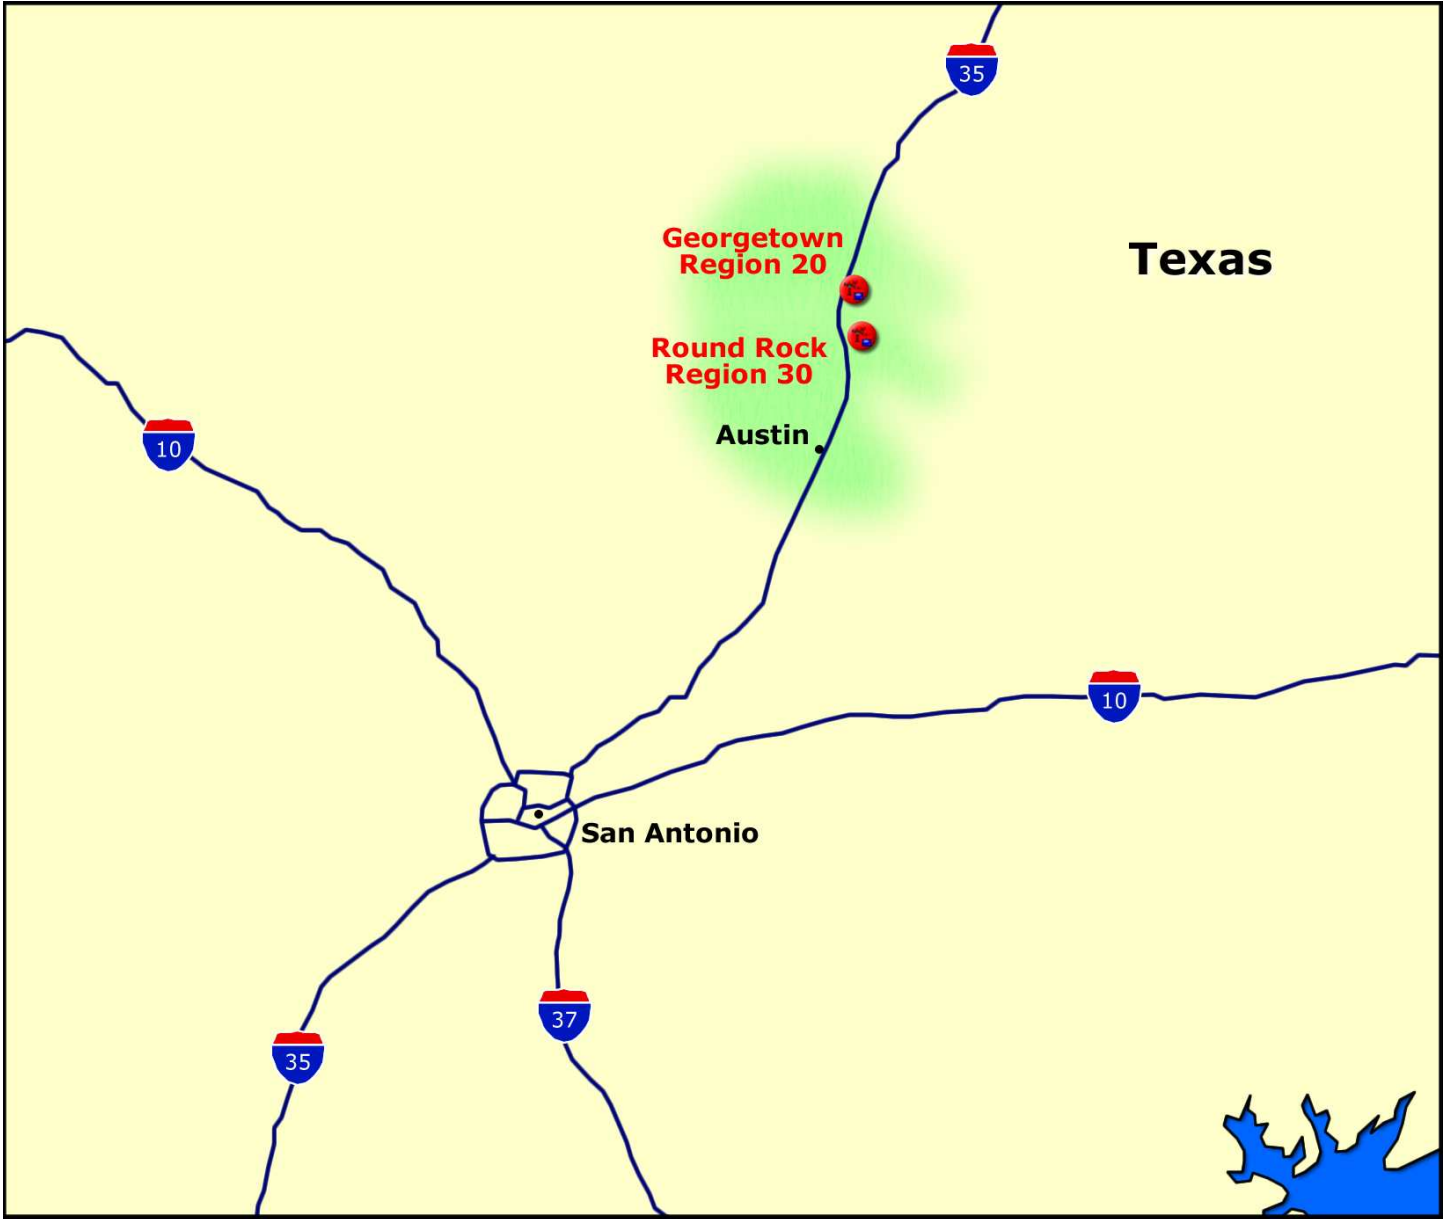 35
Georgetown
Region 20
Texas
Round Rock
Region 30
Austin
10
10
San Antonio
37
35